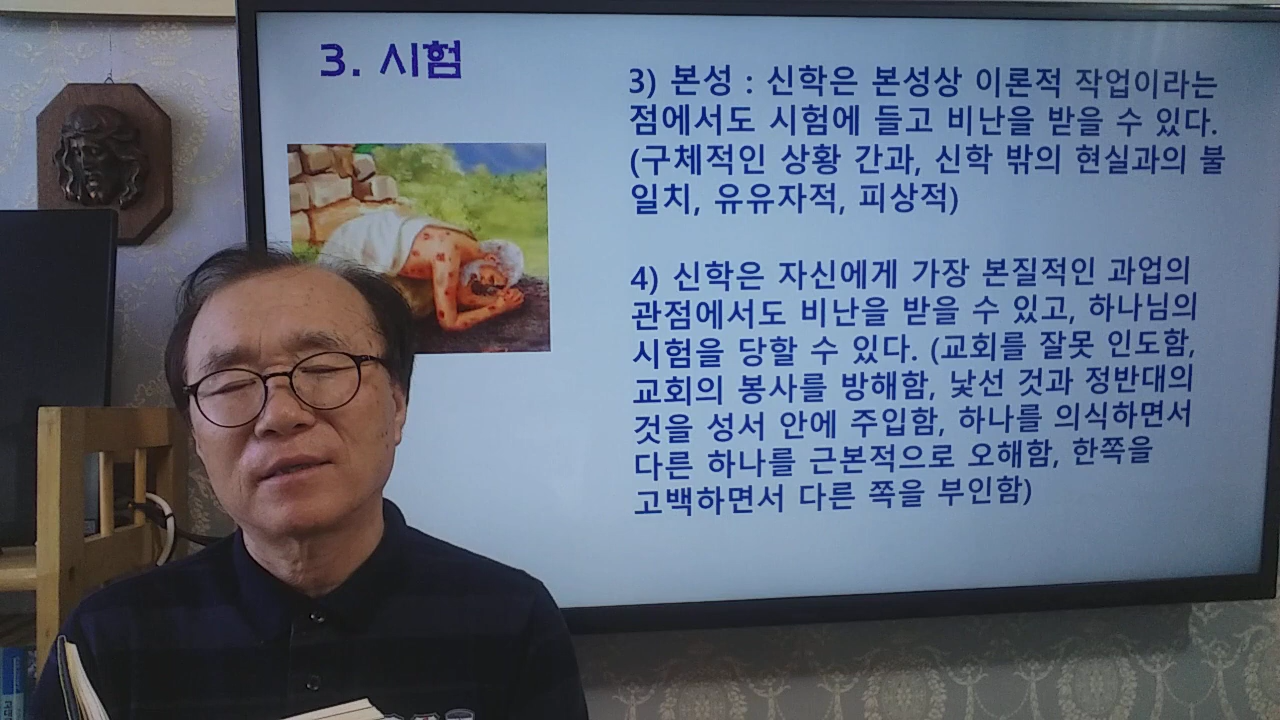 3. 시험
3) 본성 : 신학은 본성상 이론적 작업이라는
점에서도 시험에 들고 비난을 받을 수 있다.
(구체적인 상황 간과, 신학 밖의 현실과의 불
일치, 유유자적, 피상적)
4) 신학은 자신에게 가장 본질적인 과업의
관점에서도 비난을 받을 수 있고, 하나님의
시험을 당할 수 있다. (교회를 잘못 인도함,
교회의 봉사를 방해함, 낯선 것과 정반대의
것을 성서 안에 주입함, 하나를 의식하면서
다른 하나를 근본적으로 오해함, 한쪽을
고백하면서 다른 쪽을 부인함)